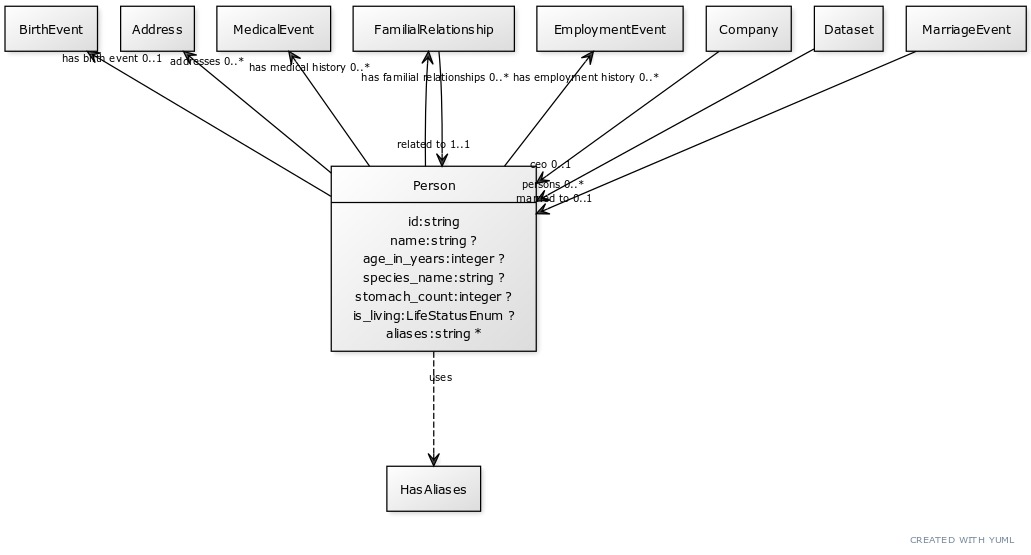 BirthEvent
Address
MedicalEvent
FamilialRelationship
EmploymentEvent
Company
Dataset
MarriageEvent
has birth event 0..1
addresses 0..*
has medical history 0..*
has familial relationships 0..*
has employment history 0..*
related to 1..1
ceo 0..1
persons 0..*
married to 0..1
Person
id:string
name:string ?
age_in_years:integer ?
species_name:string ?
stomach_count:integer ?
is_living:LifeStatusEnum ?
aliases:string *
uses
HasAliases
CREATED WITH YUML